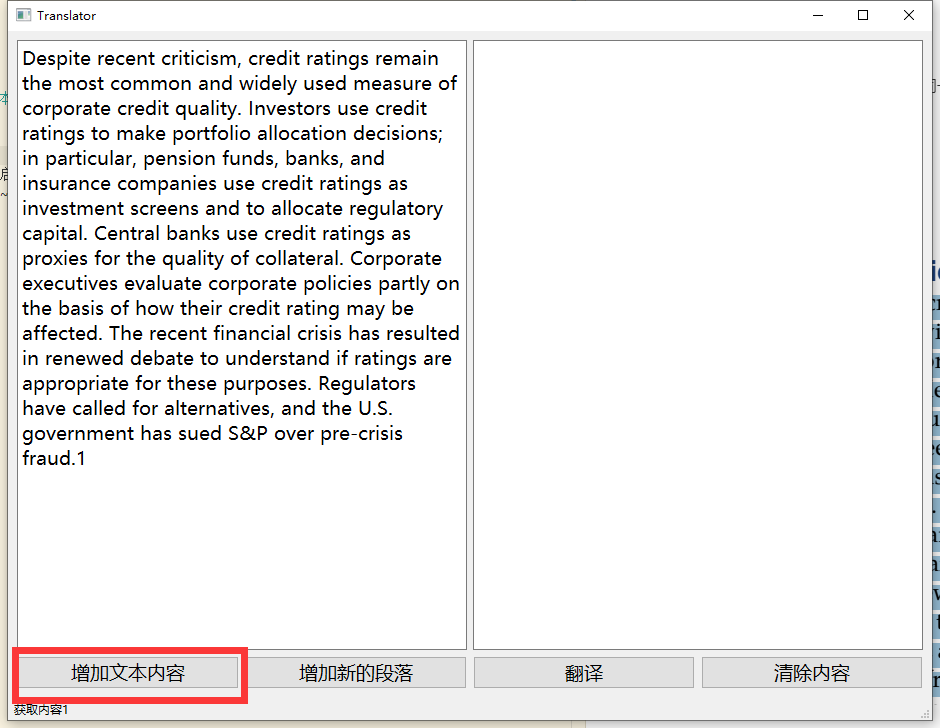 Translator
Despite recent criticism, credit ratings remain
the most common and widely used measure of
corporate credit quality. Investors use credit
ratings to make portfolio allocation decisions;
in particular, pension funds, banks, and
insurance companies use credit ratings as
investment screens and to allocate regulatory
capital. Central banks use credit ratings as
proxies for the quality of collateral. Corporate
executives evaluate corporate policies partly on
the basis of how their credit rating may be
affected. The recent financial crisis has resulted
in renewed debate to understand if ratings are
appropriate for these purposes. Regulators
have called for alternatives, and the U.S.
government has sued S&P over pre-crisis
fraud.1
增加文本内容 增加新的段落 翻译 清除内容
获取内容1